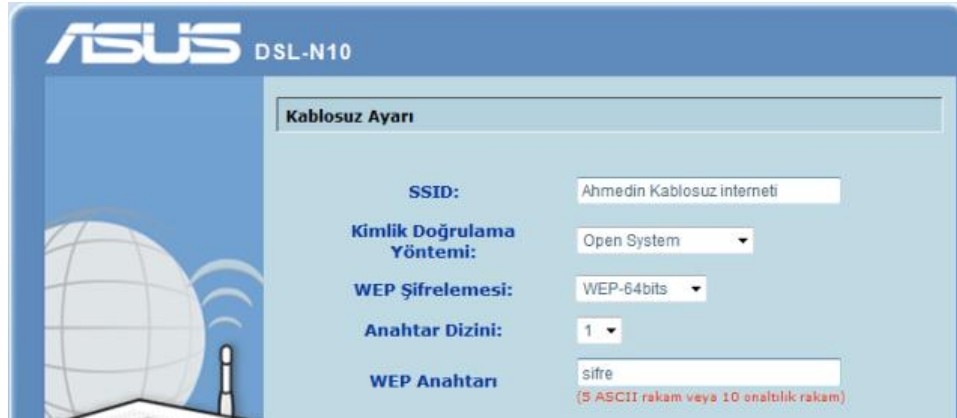 ASUS DSL-N10
Kablosuz Ayarı
SSID: Ahmedin Kablosuz interneti
Kimlik Doğrulama
Yöntemi: Open System
WEP Şifrelemesi: WEP-64bits
Anahtar Dizini: 1
WEP Anahtarı sifre
(5 ASCII rakam veya 10 onaltılık rakam)